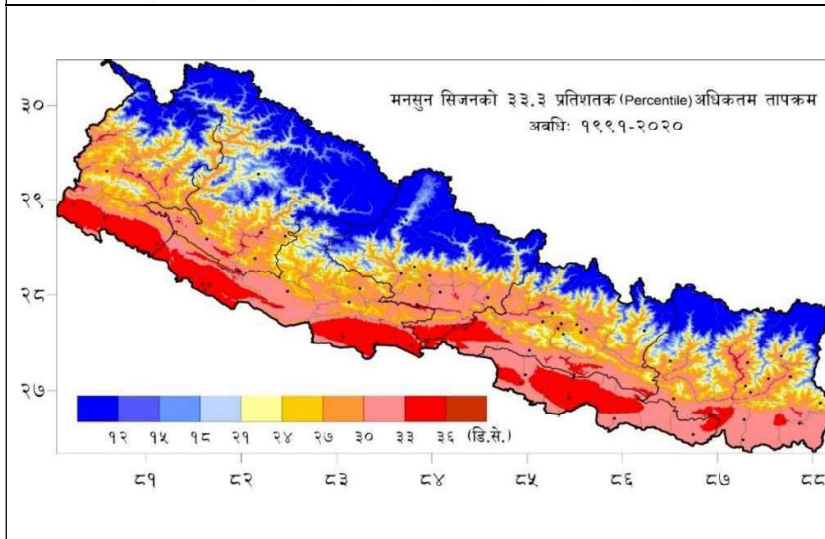 मनसुन सिजनको ३३.३ प्रतिशतक (Percentile) अधिकतम तापक्रम
अवधिः १९९१-२०२०
३०
२९
२८
२७
१२ १५ १८ २१ २४ २७ ३० ३३ ३६ (डि.से.)
८१ ८२ ८३ ८४ ८५ ८६ ८७ ८८